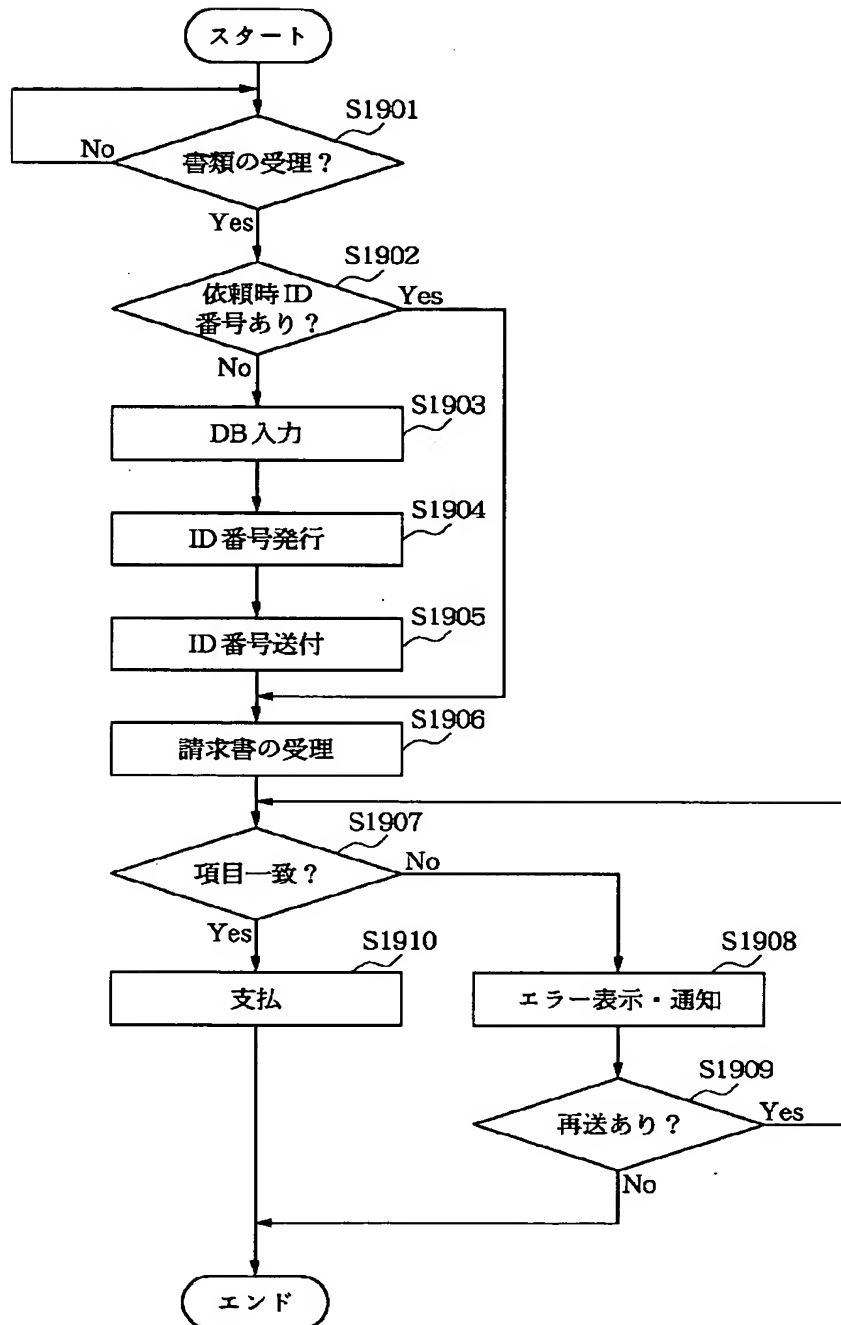 スタート
S1901
書類の受理？
No
Yes
S1902
依頼時ID
番号あり？
Yes
No
S1903
DB入力
S1904
ID番号発行
S1905
ID番号送付
S1906
請求書の受理
S1907
項目一致？
No
Yes
S1910
支払
S1908
エラー表示・通知
S1909
再送あり？
Yes
No
エンド